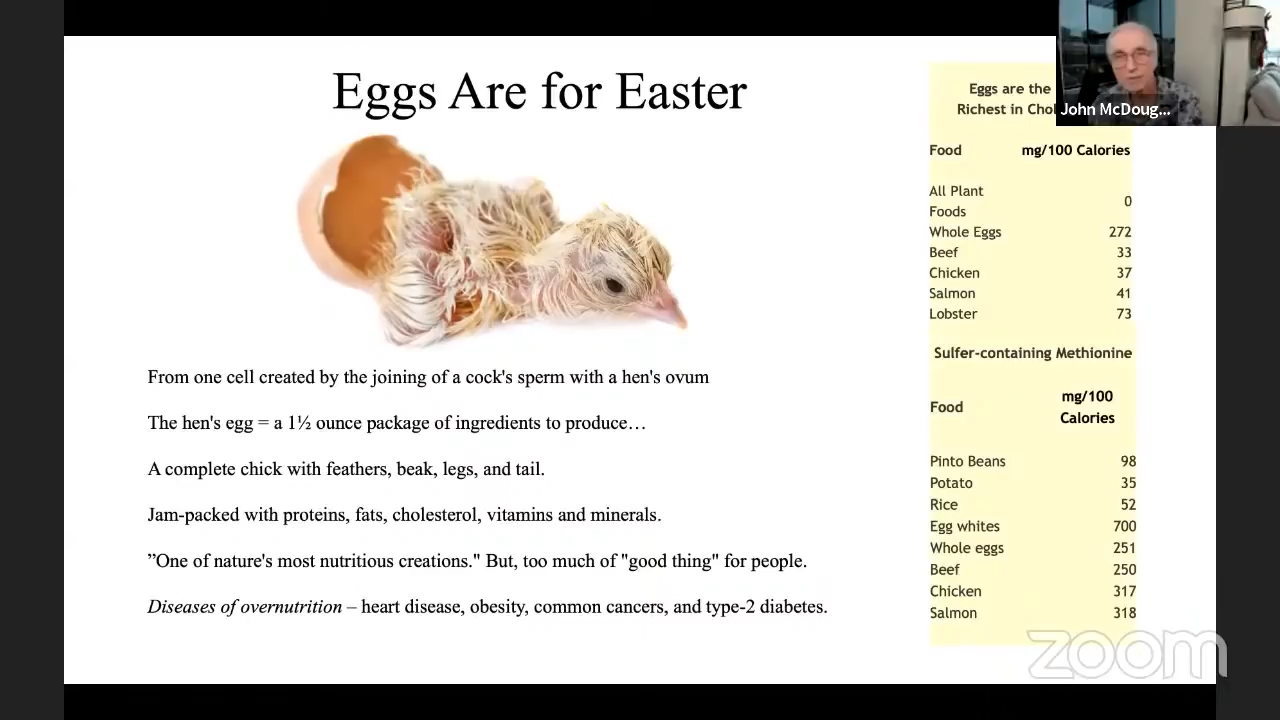 Eggs Are for Easter
From one cell created by the joining of a cock's sperm with a hen's ovum
The hen's egg = a 1½ ounce package of ingredients to produce…
A complete chick with feathers, beak, legs, and tail.
Jam-packed with proteins, fats, cholesterol, vitamins and minerals.
”One of nature's most nutritious creations." But, too much of "good thing" for people.
Diseases of overnutrition – heart disease, obesity, common cancers, and type-2 diabetes.
Eggs are the
Richest in Chol
Food mg/100 Calories
All Plant
Foods 0
Whole Eggs 272
Beef 33
Chicken 37
Salmon 41
Lobster 73
Sulfer-containing Methionine
Food mg/100
Calories
Pinto Beans 98
Potato 35
Rice 52
Egg whites 700
Whole eggs 251
Beef 250
Chicken 317
Salmon 318
John McDoug...
zoom